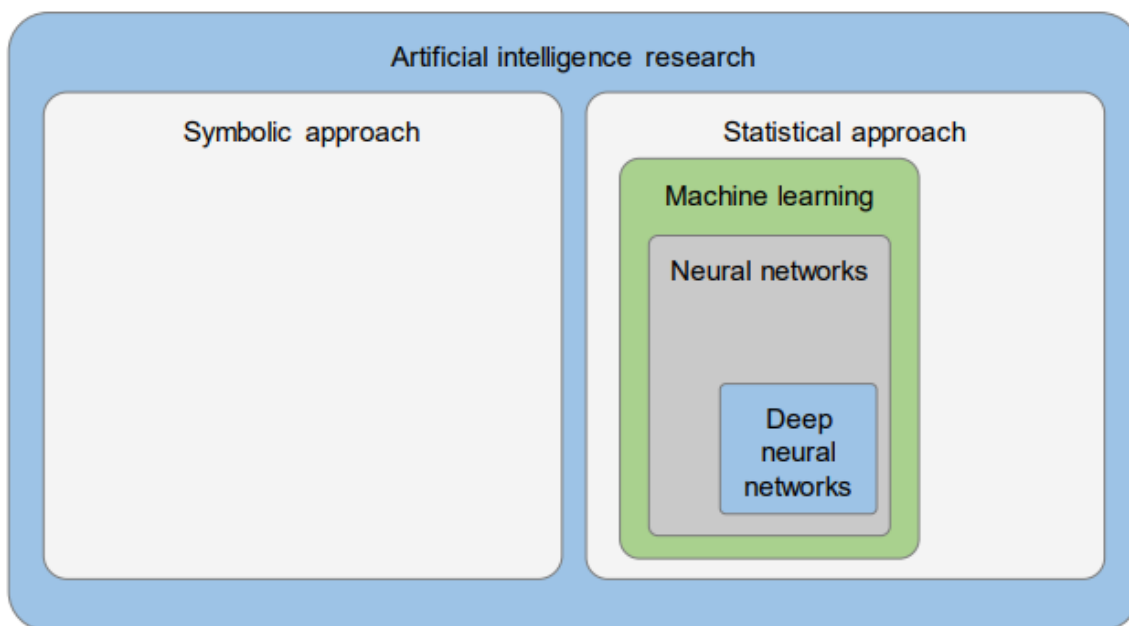 Artificial intelligence research
Symbolic approach
Statistical approach
Machine learning
Neural networks
Deep
neural
networks